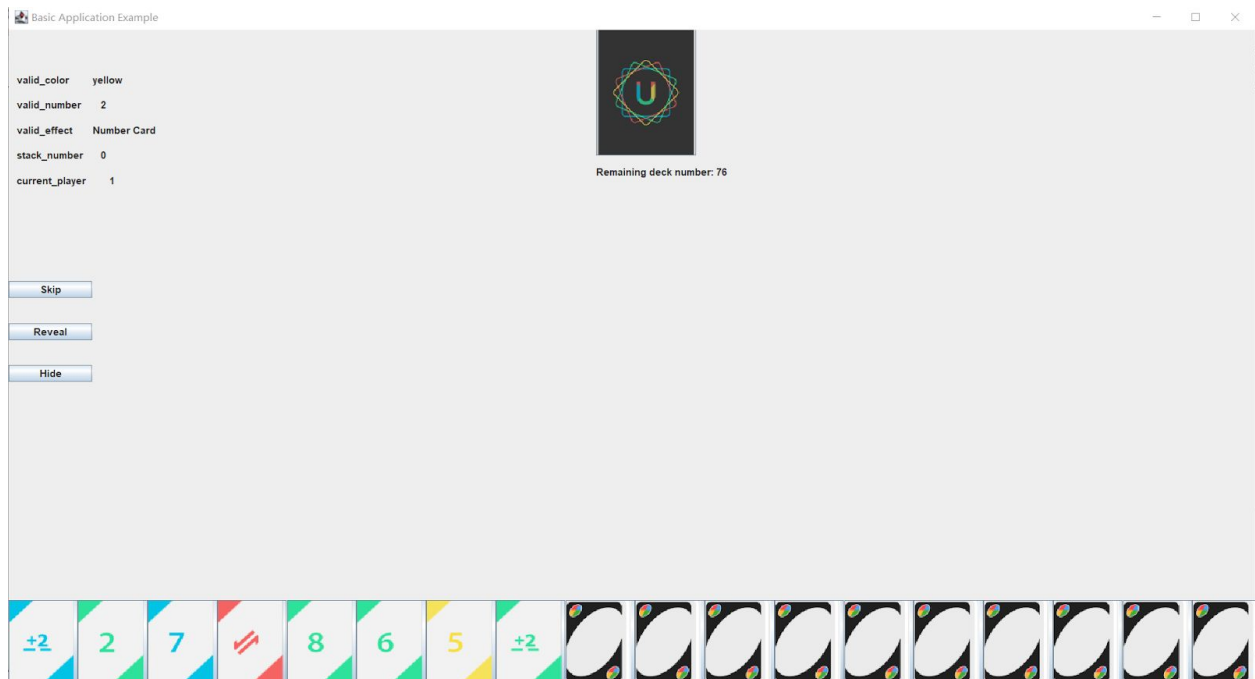 Basic Application Example
valid_color yellow
valid_number 2
valid_effect Number Card
stack_number 0
current_player 1
U
Remaining deck number: 76
Skip
Reveal
Hide
+2 2 7 8 6 5 +2